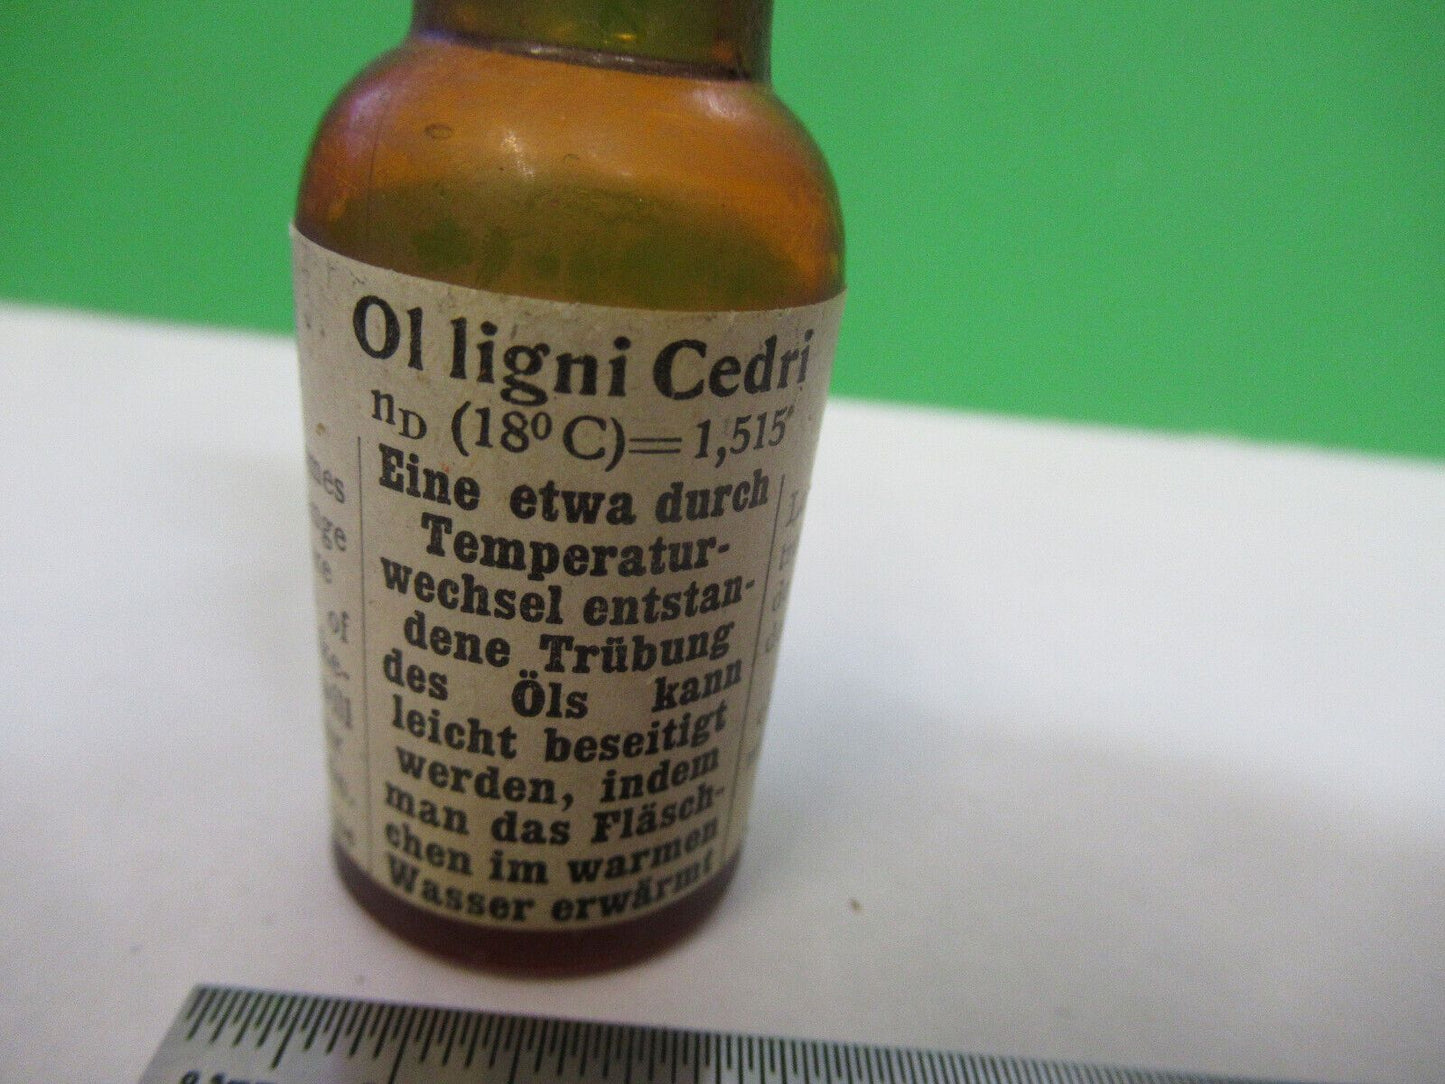 Ol ligni Cedri
nD (18⁰ C)=1,515
Eine etwa durch
Temperatur-
wechsel entstan-
dene Trübung
des Öls kann
leicht beseitigt
werden, indem
man das Fläsch-
chen im warmen
Wasser erwärmt
of